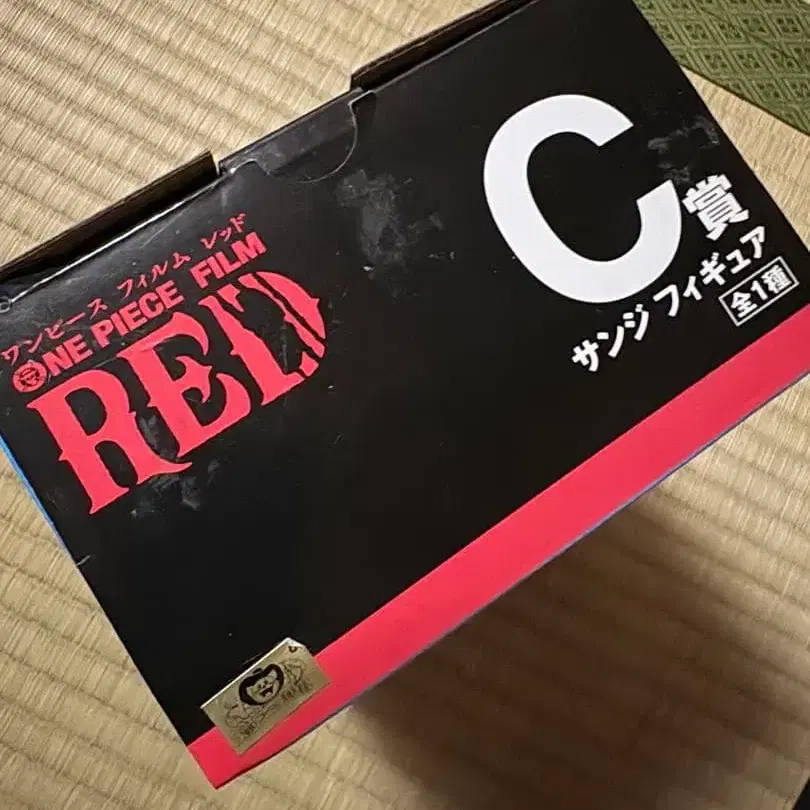 ワンピース フィルム レッド
ONE PIECE FILM
RED
C賞
サンジ フィギュア
全1種